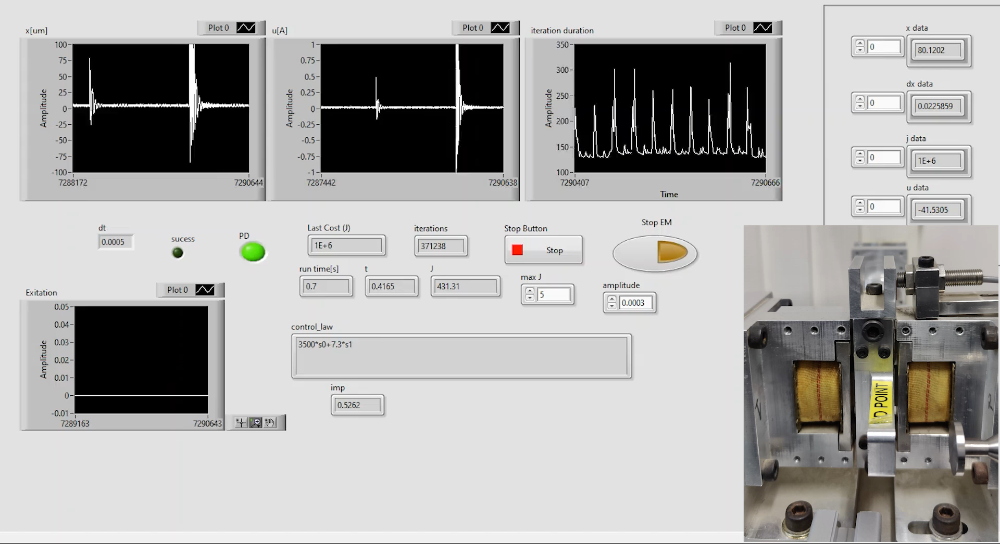 x[um]
Plot 0
100
75
50
25
0
-25
-50
-75
-100
Amplitude
7288172
7290644
u[A]
Plot 0
1
0.75
0.5
0.25
0
-0.25
-0.5
-0.75
-1
Amplitude
7287442
7290638
iteration duration
Plot 0
350
300
250
200
150
100
Amplitude
7290407
7290666
Time
x data
0
80.1202
dx data
0
0.0225859
j data
0
1E+6
u data
0
-41.5305
dt
0.0005
sucess
PD
Last Cost (J)
1E+6
iterations
371238
Stop Button
Stop
Stop EM
run time[s]
0.7
t
0.4165
J
431.31
max J
5
amplitude
0.0003
Exitation
Plot 0
0.05
0.04
0.03
0.02
0.01
0
-0.01
Amplitude
7289163
7290643
control_law
3500*s0+7.3*s1
imp
0.5262
D POINT